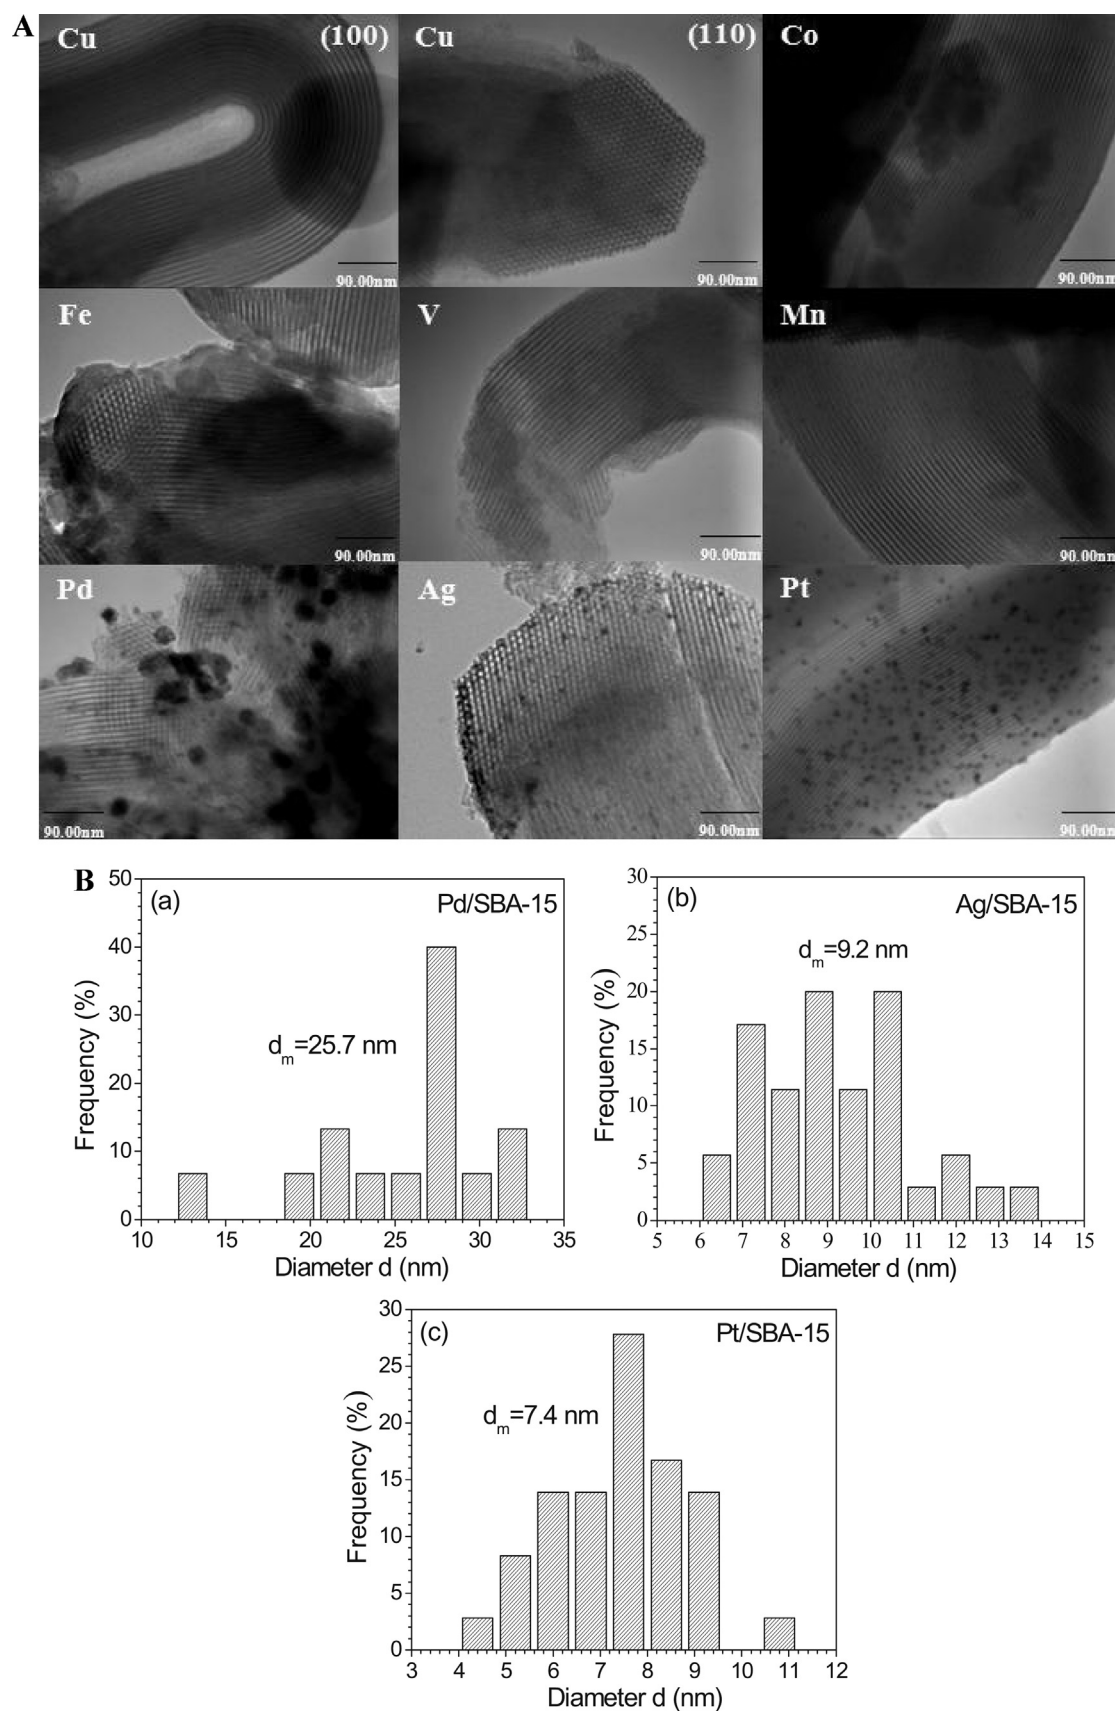 A
Cu (100)
90.00nm
Cu (110)
90.00nm
Co
90.00nm
Fe
90.00nm
V
90.00nm
Mn
90.00nm
Pd
90.00nm
Ag
90.00nm
Pt
90.00nm
B
(a) Pd/SBA-15
dm=25.7 nm
Frequency (%)
50
40
30
20
10
0
10 15 20 25 30 35
Diameter d (nm)
(b) Ag/SBA-15
dm=9.2 nm
Frequency (%)
30
25
20
15
10
5
0
5 6 7 8 9 10 11 12 13 14 15
Diameter d (nm)
(c) Pt/SBA-15
dm=7.4 nm
Frequency (%)
30
25
20
15
10
5
0
3 4 5 6 7 8 9 10 11 12
Diameter d (nm)